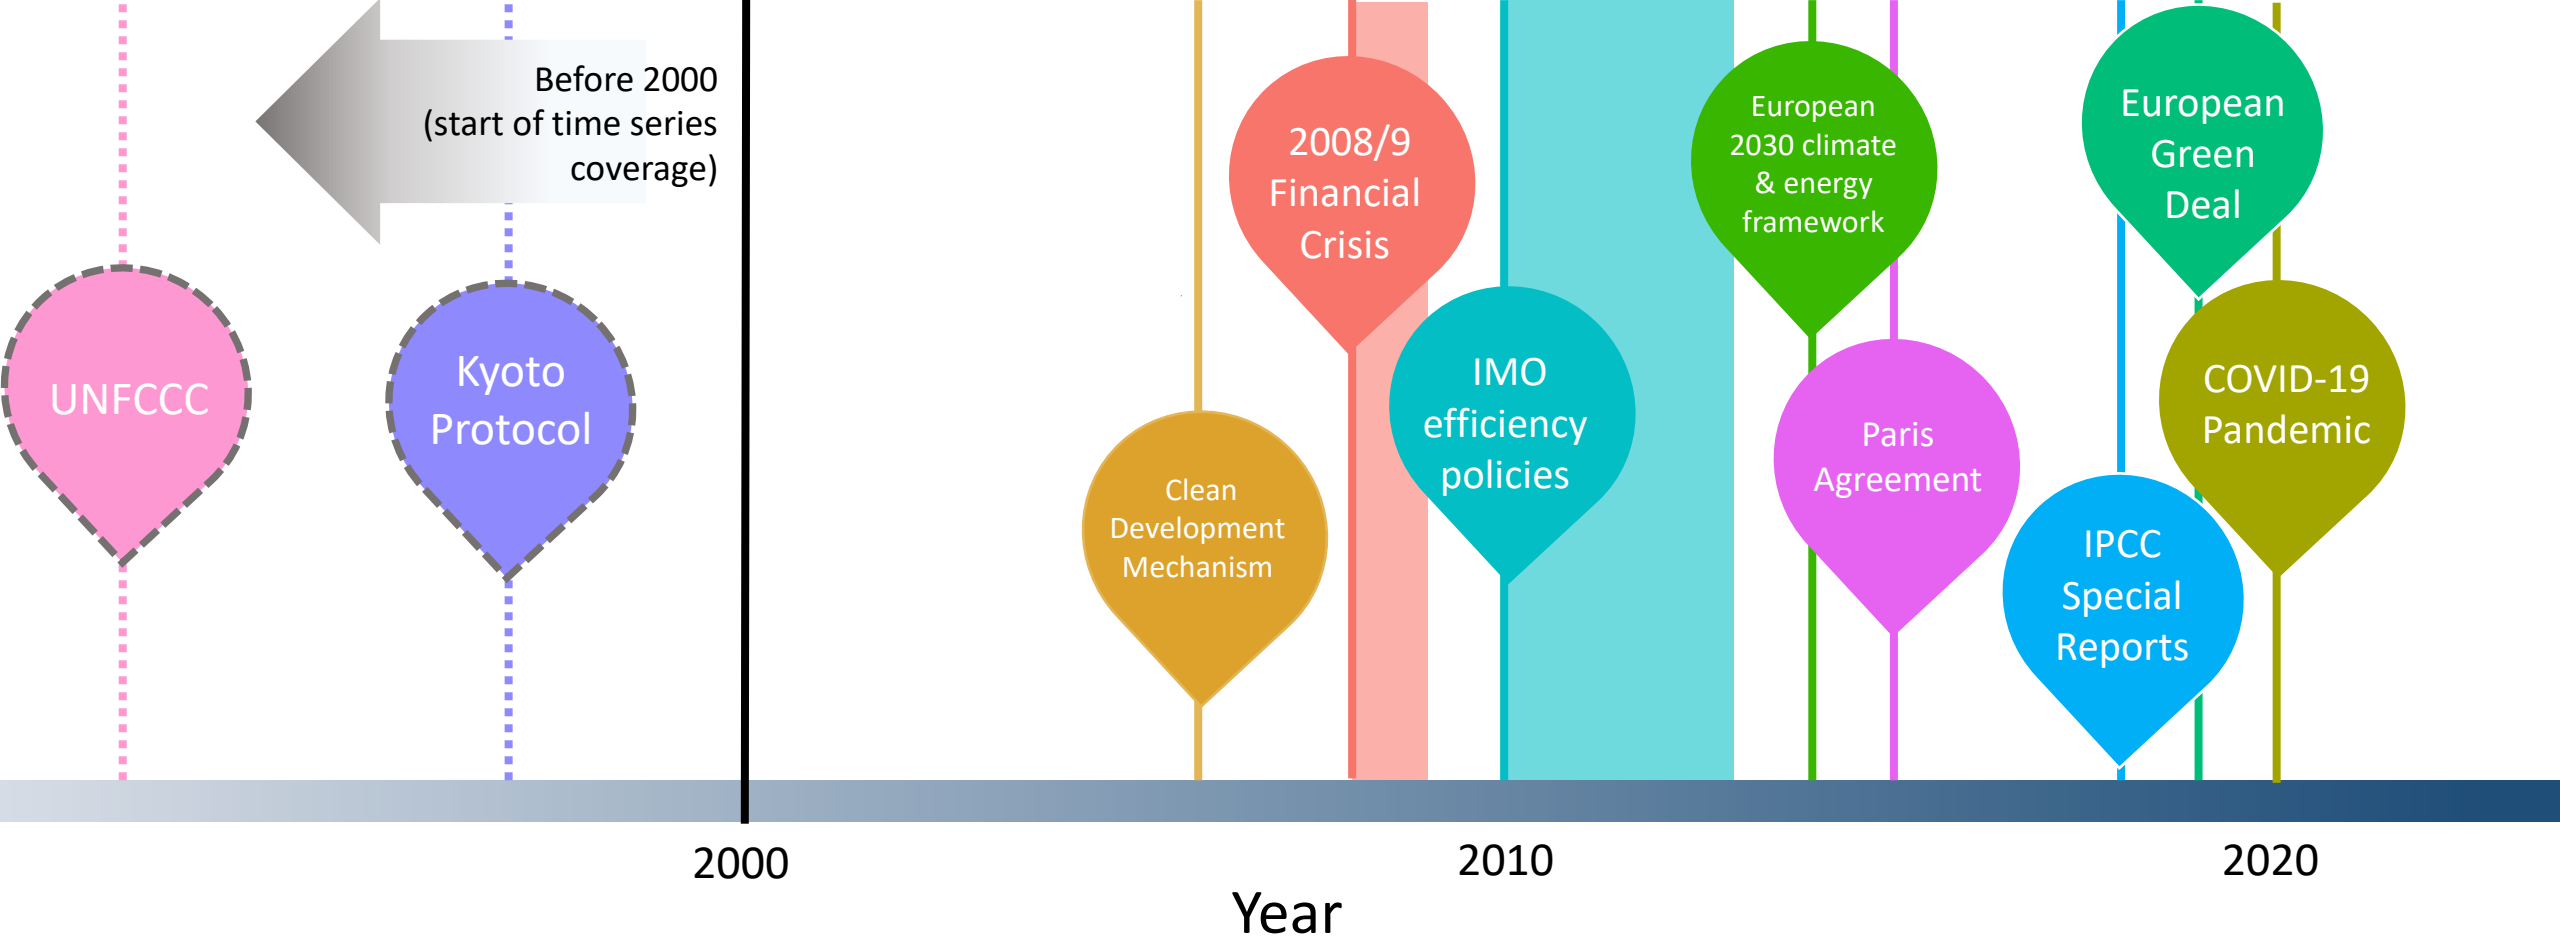 Before 2000
(start of time series
coverage)
UNFCCC
Kyoto
Protocol
Clean
Development
Mechanism
2008/9
Financial
Crisis
IMO
efficiency
policies
European
2030 climate
& energy
framework
Paris
Agreement
IPCC
Special
Reports
European
Green
Deal
COVID-19
Pandemic
2000
2010
2020
Year